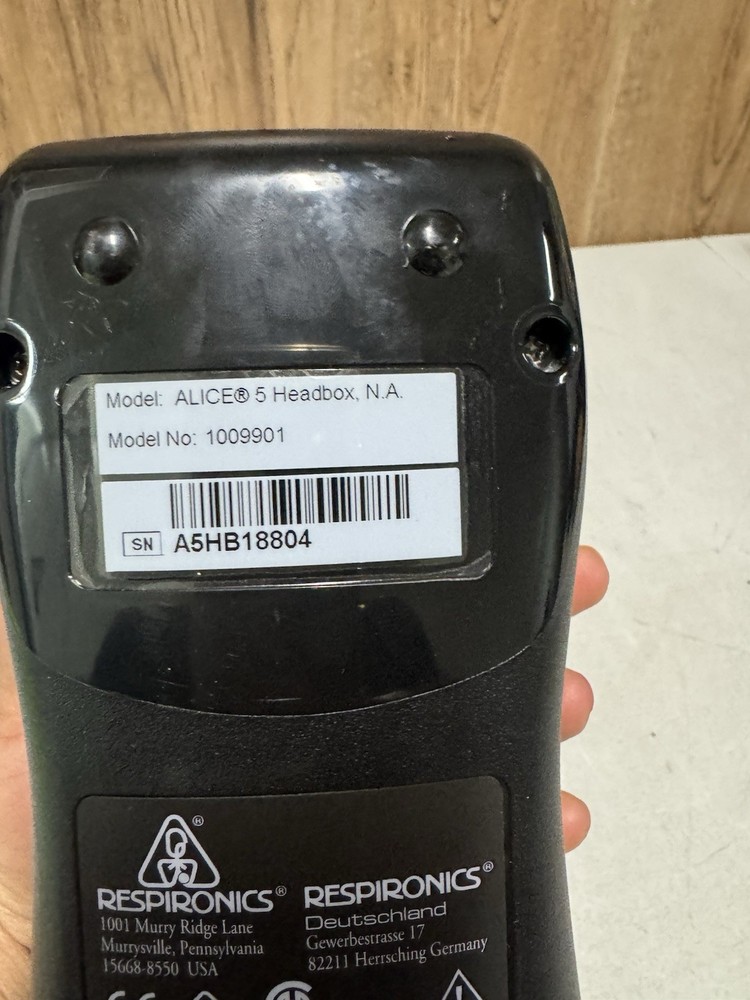 Model: ALICE® 5 Headbox, N.A.
Model No: 1009901
SN A5HB18804
RESPIRONICS®
1001 Murry Ridge Lane
Murrysville, Pennsylvania
15668-8550 USA
RESPIRONICS®
Deutschland
Gewerbestrasse 17
82211 Herrsching Germany